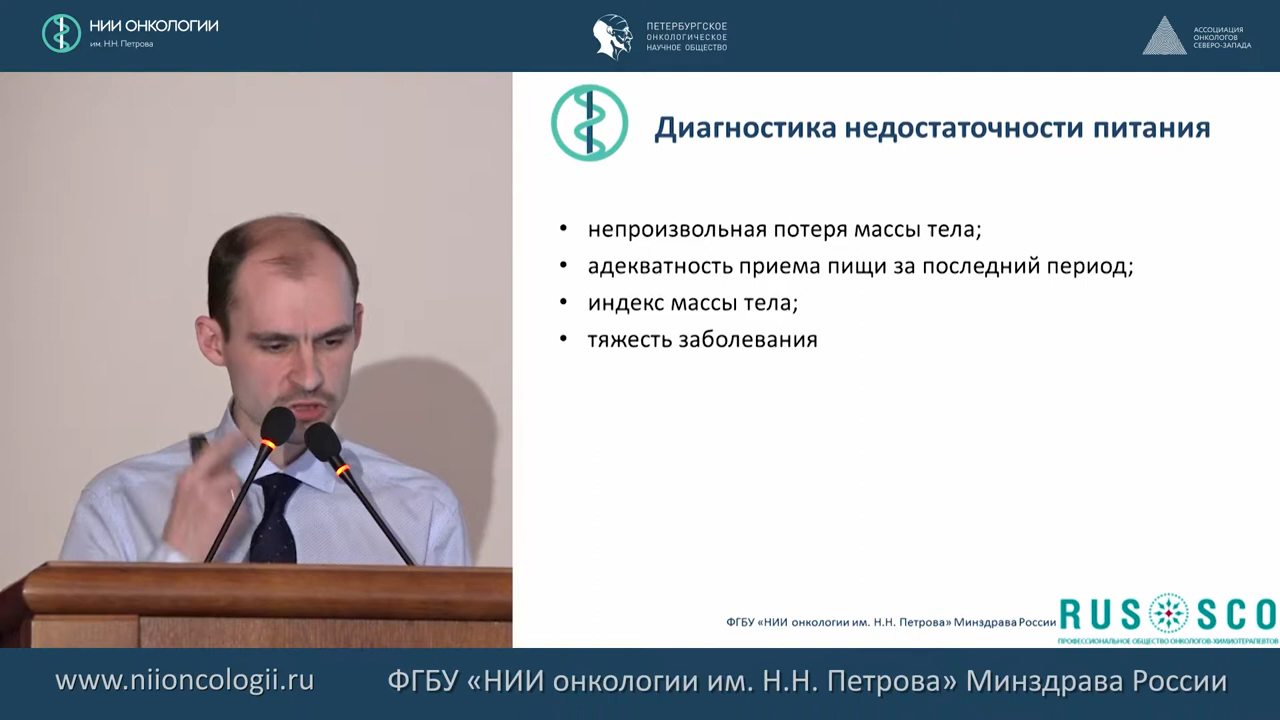 НИИ ОНКОЛОГИИ
им. Н.Н. Петрова
ПЕТЕРБУРГСКОЕ
ОНКОЛОГИЧЕСКОЕ
НАУЧНОЕ ОБЩЕСТВО
АССОЦИАЦИЯ
ОНКОЛОГОВ
СЕВЕРО-ЗАПАДА
Диагностика недостаточности питания
• непроизвольная потеря массы тела;
• адекватность приема пищи за последний период;
• индекс массы тела;
• тяжесть заболевания
ФГБУ «НИИ онкологии им. Н.Н. Петрова» Минздрава России
RUSSCO
ПРОФЕССИОНАЛЬНОЕ ОБЩЕСТВО ОНКОЛОГОВ-ХИМИОТЕРАПЕВТОВ
www.niioncologii.ru
ФГБУ «НИИ онкологии им. Н.Н. Петрова» Минздрава России